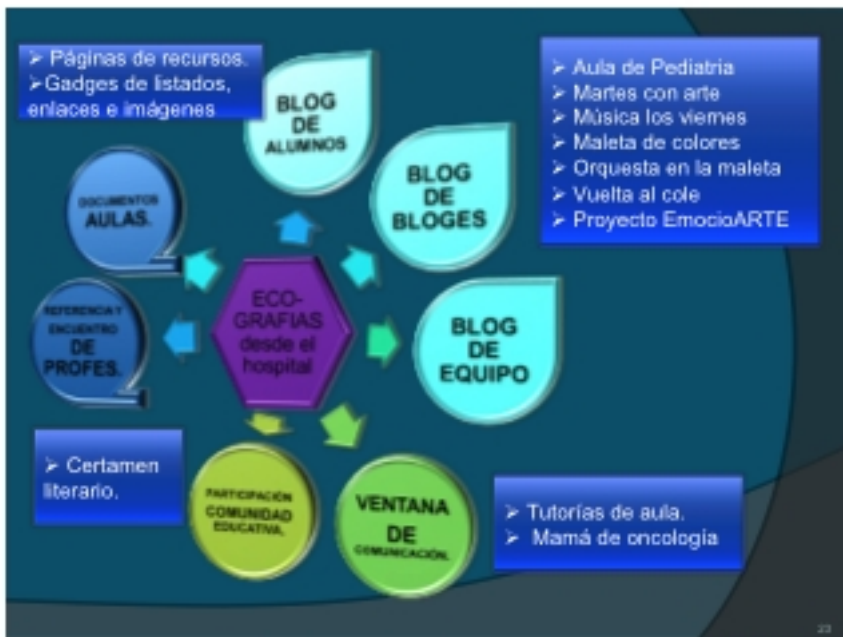 ➢ Páginas de recursos.
➢Gadges de listados,
enlaces e imágenes
BLOG
DE
ALUMNOS
➢ Aula de Pediatria
➢ Martes con arte
➢ Música los viernes
➢ Maleta de colores
➢ Orquesta en la maleta
➢ Vuelta al cole
➢ Proyecto EmocioARTE
BLOG
DE
BLOGES
DOCUMENTOS
AULAS.
ECO-
GRAFIAS
desde el
hospital
REFERENCIA Y
ENCUENTRO
DE
PROFES.
BLOG
DE
EQUIPO
➢ Certamen
literario.
PARTICIPACIÓN
COMUNIDAD
EDUCATIVA.
VENTANA
DE
COMUNICACIÓN.
➢ Tutorías de aula.
➢ Mamá de oncología
23